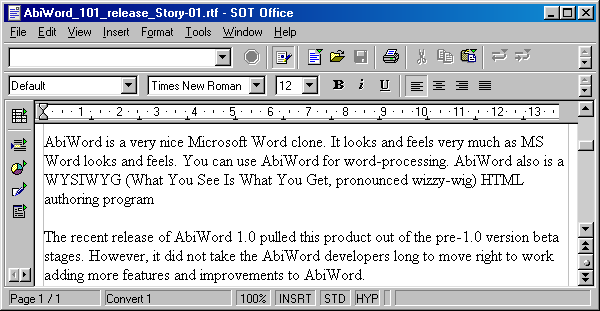 AbiWord_101_release_Story-01.rtf - SOT Office
File Edit View Insert Format Tools Window Help
Default Times New Roman 12 B i U
1 2 3 4 5 6 7 8 9 10 11 12 13
AbiWord is a very nice Microsoft Word clone. It looks and feels very much as MS
Word looks and feels. You can use AbiWord for word-processing. AbiWord also is a
WYSIWYG (What You See Is What You Get, pronounced wizzy-wig) HTML
authoring program
The recent release of AbiWord 1.0 pulled this product out of the pre-1.0 version beta
stages. However, it did not take the AbiWord developers long to move right to work
adding more features and improvements to AbiWord.
Page 1 / 1 Convert 1 100% INSRT STD HYP